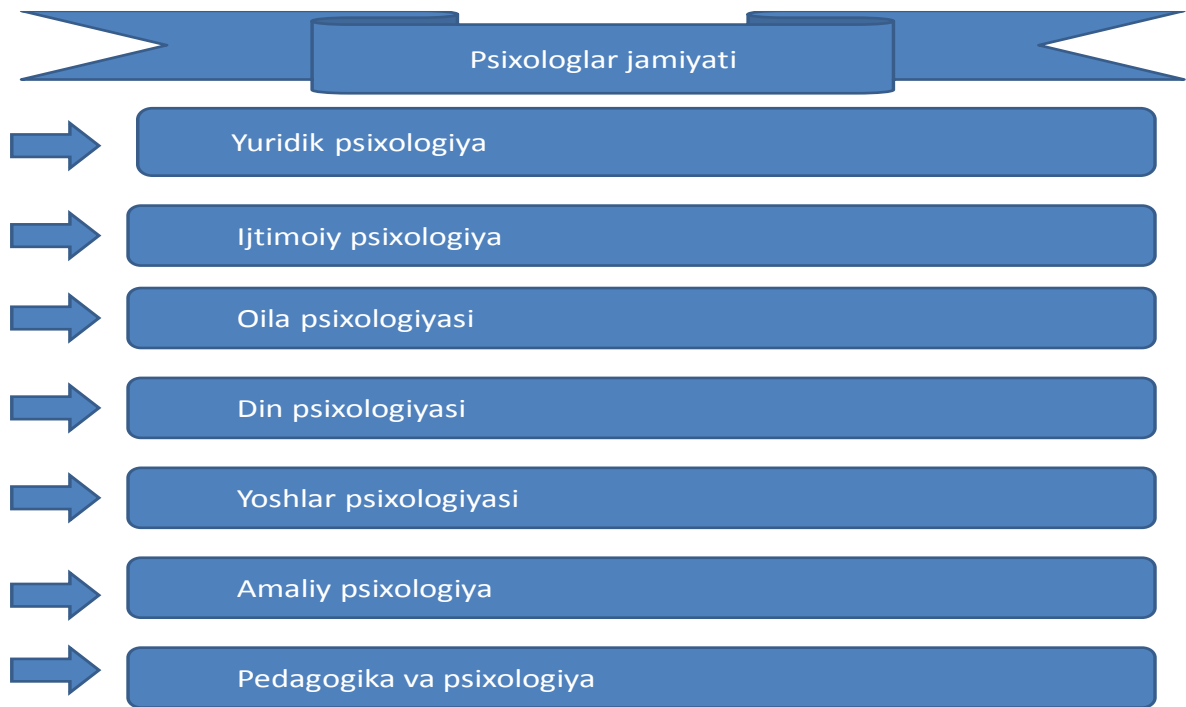 Psixologlar jamiyati
Yuridik psixologiya
Ijtimoiy psixologiya
Oila psixologiyasi
Din psixologiyasi
Yoshlar psixologiyasi
Amaliy psixologiya
Pedagogika va psixologiya